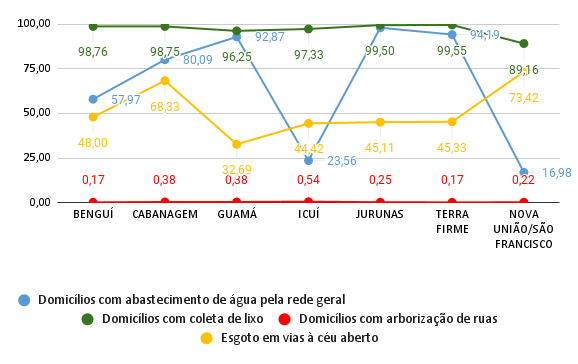 100,00
98,76 98,75 80,09 96,25 92,87 97,33 99,50 99,55 94,19 89,16
75,00
57,97 68,33 73,42
50,00
48,00 32,69 44,42 45,11 45,33
25,00
23,56 16,98
0,17 0,38 0,38 0,54 0,25 0,17 0,22
0,00
BENGUÍ CABANAGEM GUAMÁ ICUÍ JURUNAS TERRA NOVA
FIRME UNIÃO/SÃO
FRANCISCO
Domicílios com abastecimento de água pela rede geral
Domicílios com coleta de lixo Domicílios com arborização de ruas
Esgoto em vias à céu aberto